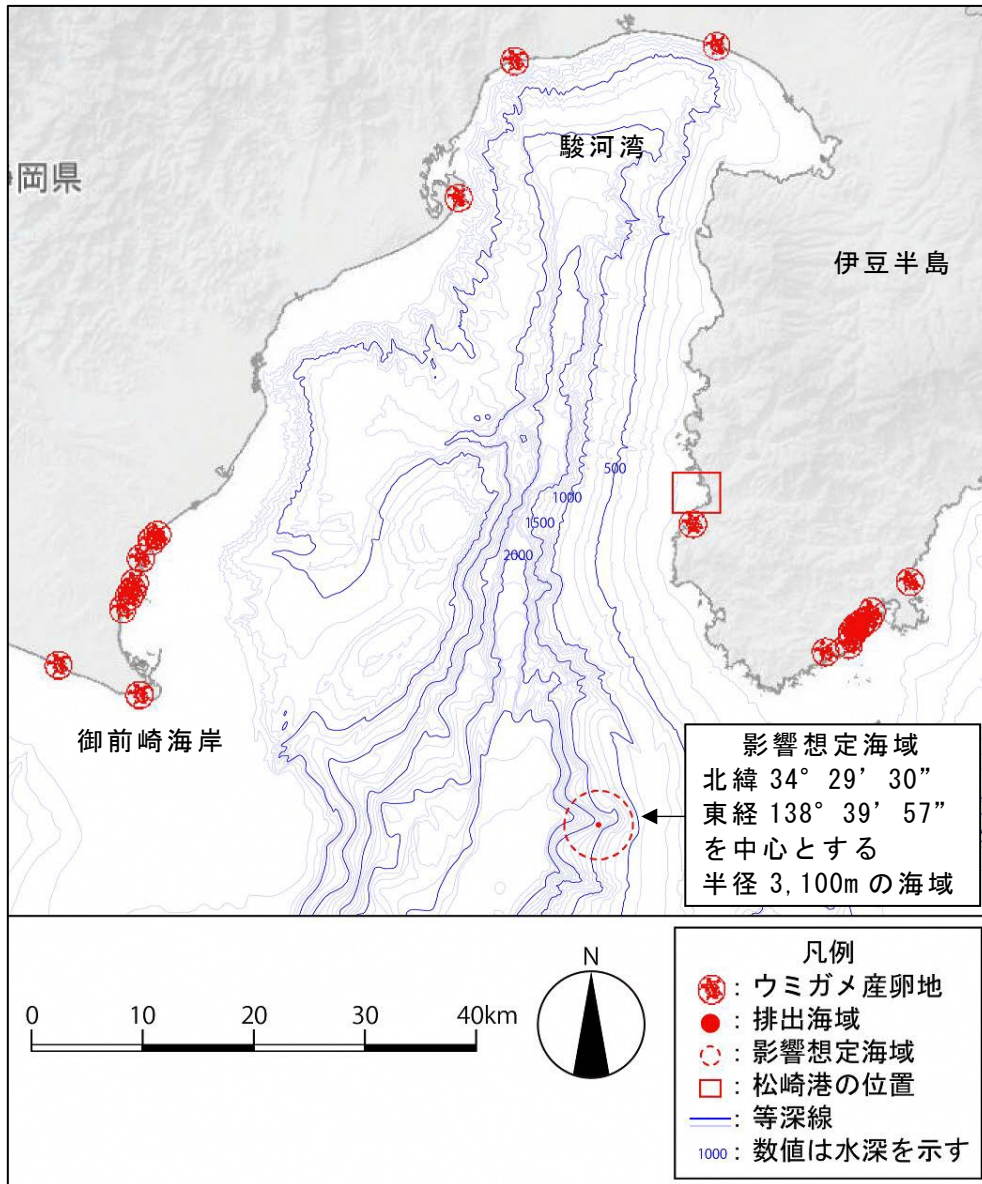 駿河湾
岡県
伊豆半島
500
1000
1500
2000
御前崎海岸
影響想定海域
北緯 34° 29’ 30”
東経 138° 39’ 57”
を中心とする
半径 3,100m の海域
凡例
：ウミガメ産卵地
：排出海域
：影響想定海域
：松崎港の位置
：等深線
1000：数値は水深を示す
N
0 10 20 30 40km